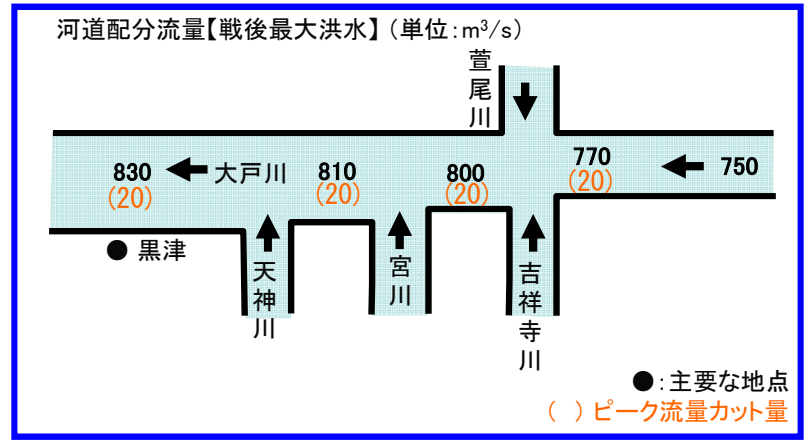 河道配分流量【戦後最大洪水】（単位：m³/s）
萱尾川
830
(20)
大戸川
810
(20)
800
(20)
770
(20)
750
● 黒津
天神川
宮川
吉祥寺川
●：主要な地点
（ ）ピーク流量カット量